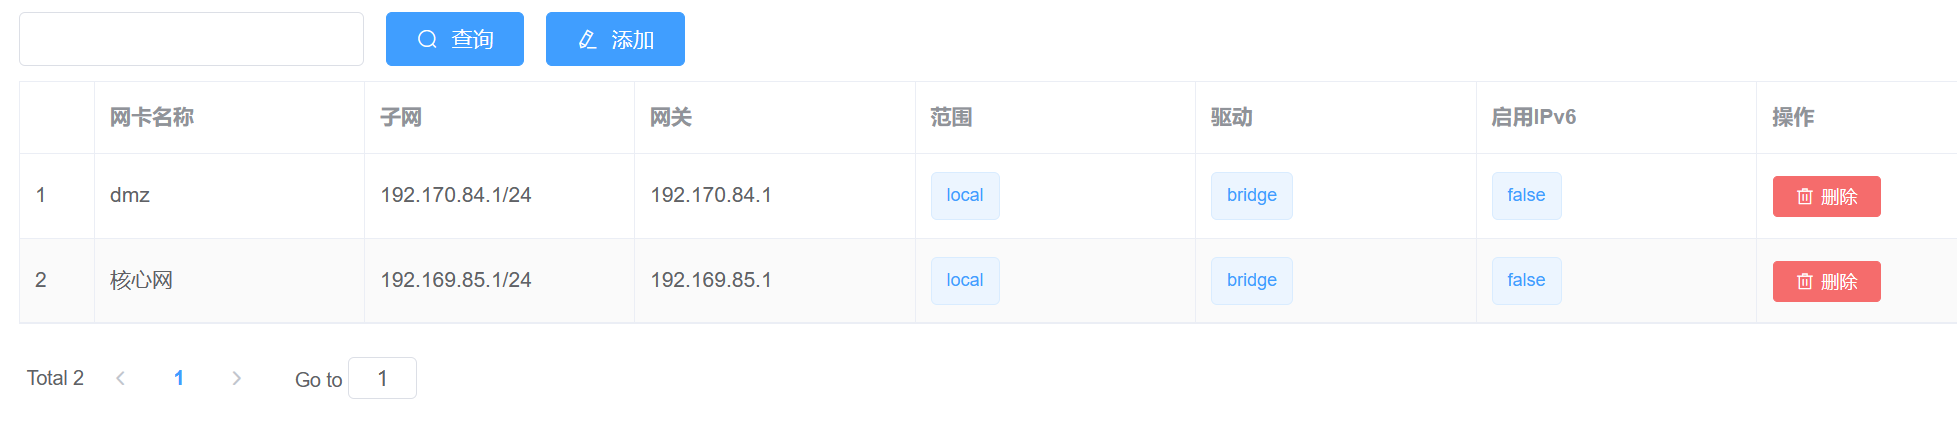 查询 添加
网卡名称 子网 网关 范围 驱动 启用IPv6 操作
1 dmz 192.170.84.1/24 192.170.84.1 local bridge false 删除
2 核心网 192.169.85.1/24 192.169.85.1 local bridge false 删除
Total 2 1 Go to 1